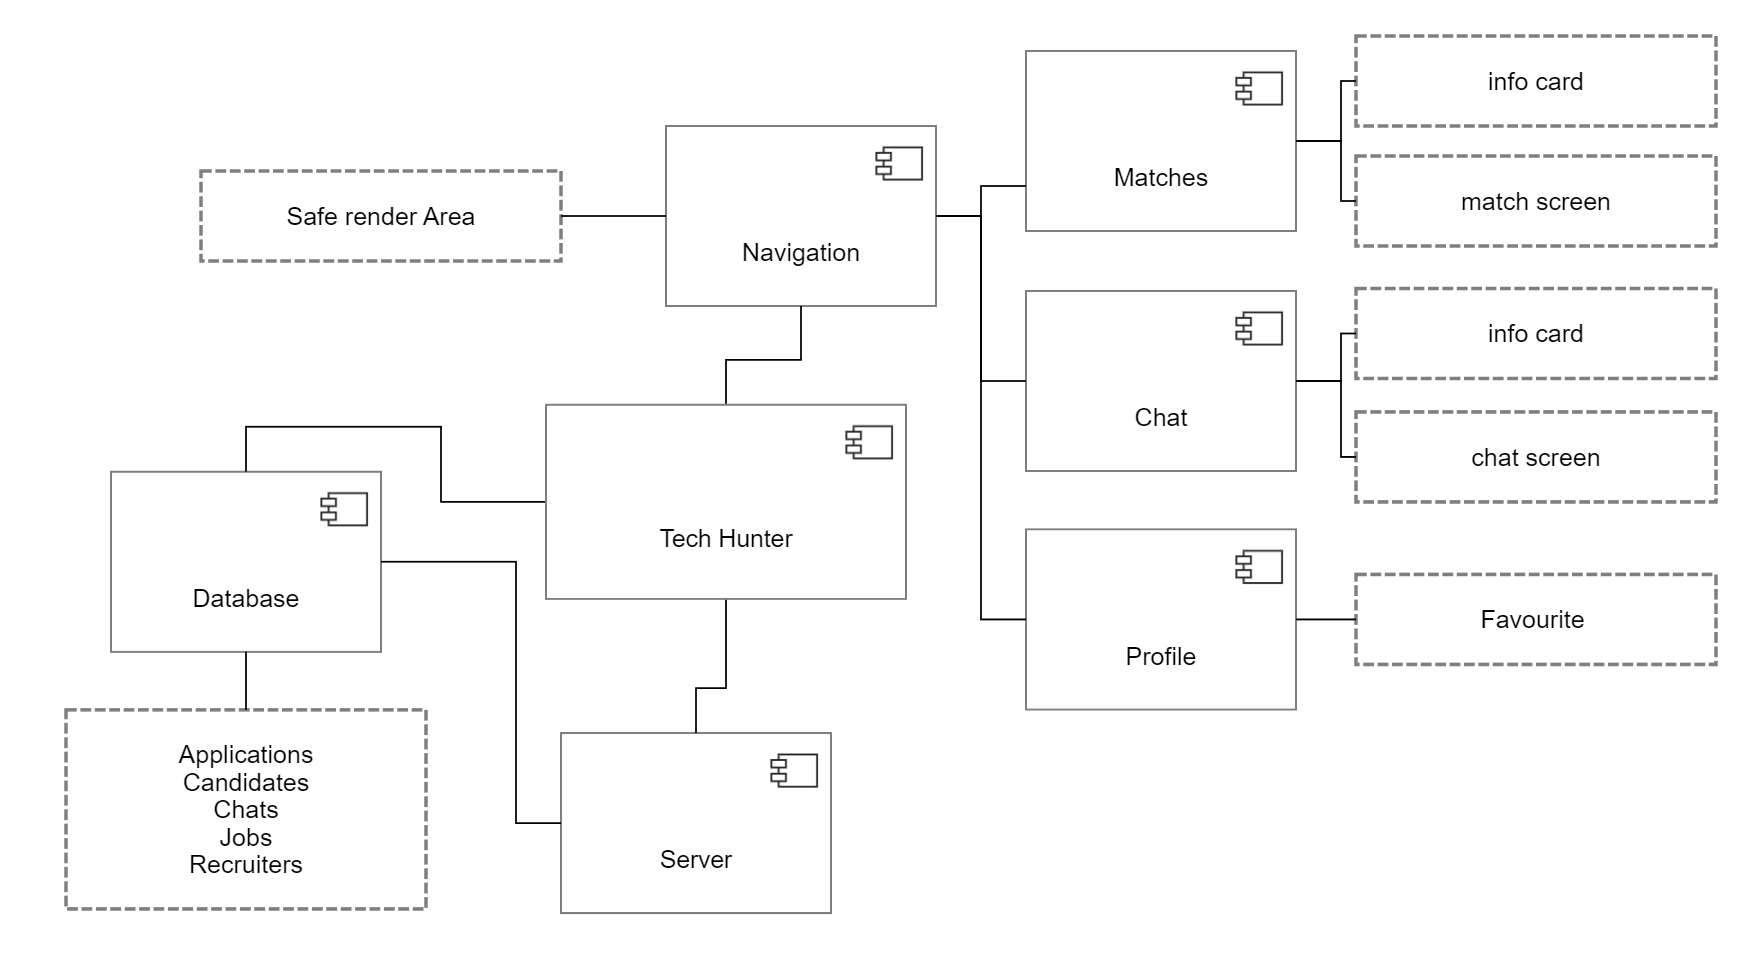 info card
Matches
match screen
Safe render Area
Navigation
info card
Chat
chat screen
Tech Hunter
Database
Favourite
Profile
Applications
Candidates
Chats
Jobs
Recruiters
Server